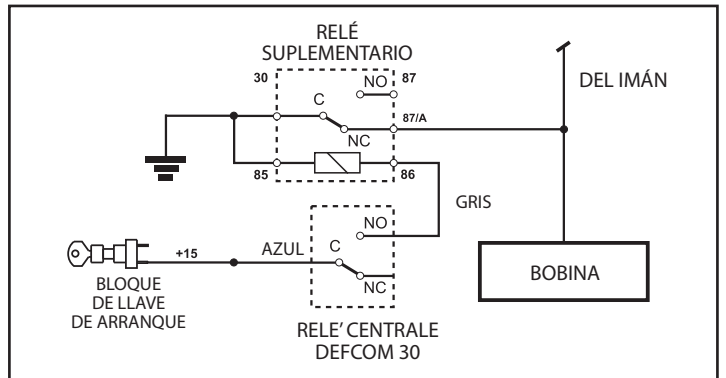 RELÉ
SUPLEMENTARIO
30
NO
87
DEL IMÁN
C
87/A
NC
85
86
GRIS
NO
+15
AZUL
C
BLOQUE
DE LLAVE
DE ARRANQUE
NC
BOBINA
RELE’ CENTRALE
DEFCOM 30